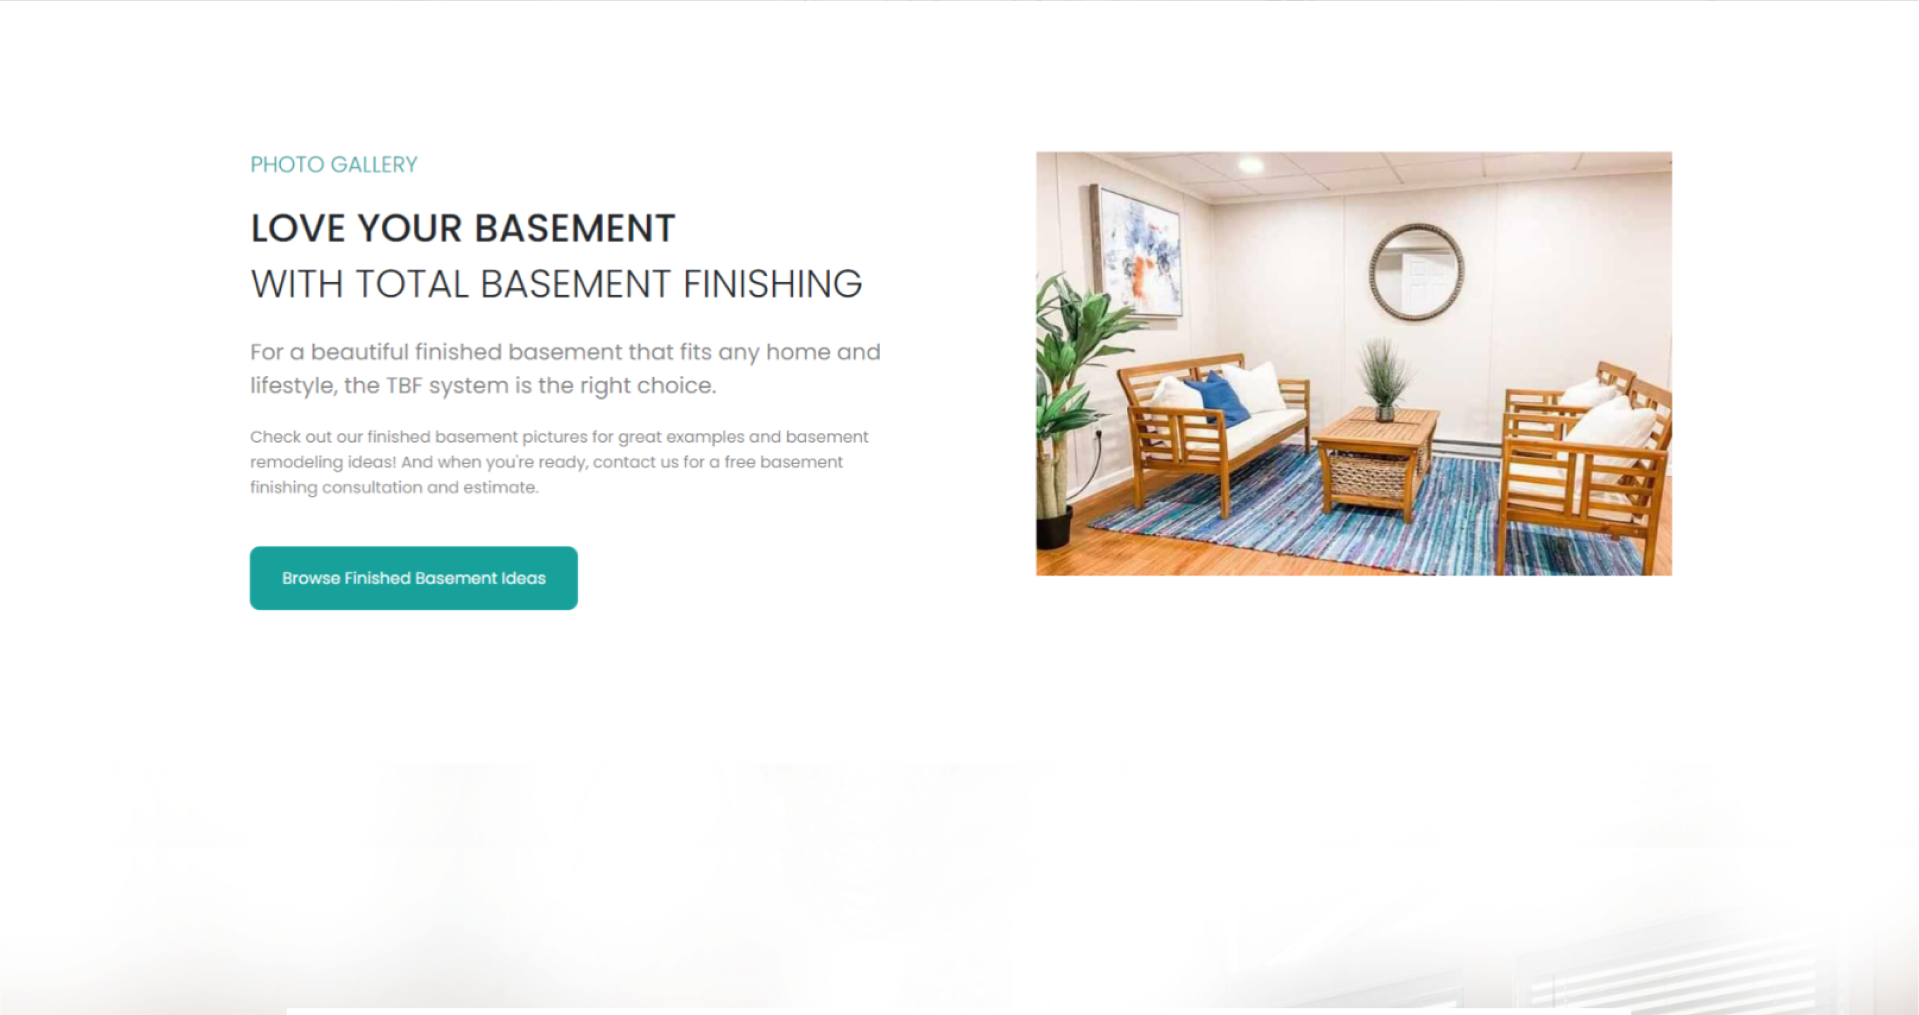 PHOTO GALLERY
LOVE YOUR BASEMENT
WITH TOTAL BASEMENT FINISHING
For a beautiful finished basement that fits any home and
lifestyle, the TBF system is the right choice.
Check out our finished basement pictures for great examples and basement
remodeling ideas! And when you're ready, contact us for a free basement
finishing consultation and estimate.
Browse Finished Basement Ideas